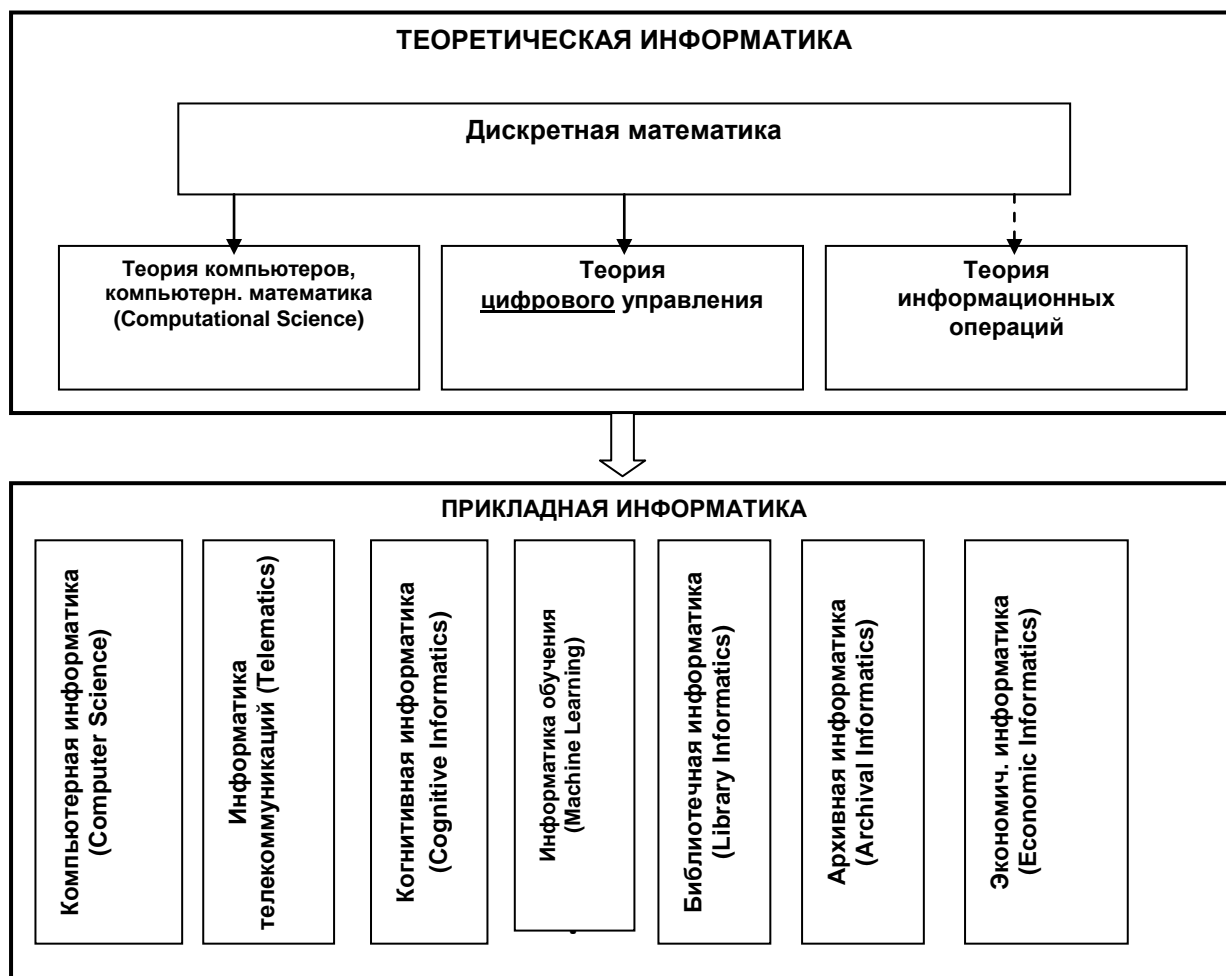 ТЕОРЕТИЧЕСКАЯ ИНФОРМАТИКА
Дискретная математика
Теория компьютеров,
компьютерн. математика
(Computational Science)
Теория
цифрового управления
Теория
информационных
операций
ПРИКЛАДНАЯ ИНФОРМАТИКА
Компьютерная информатика
(Computer Science)
Информатика
телекоммуникаций (Telematics)
Когнитивная информатика
(Cognitive Informatics)
Информатика обучения
(Machine Learning)
Библиотечная информатика
(Library Informatics)
Архивная информатика
(Archival Informatics)
Экономич. информатика
(Economic Informatics)